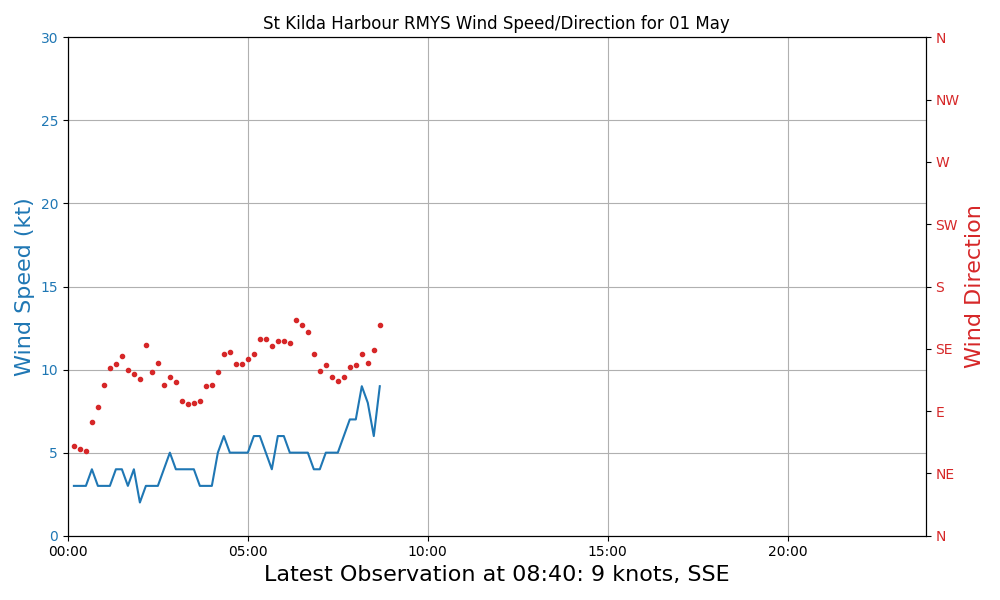 St Kilda Harbour RMYS Wind Speed/Direction for 01 May
30
25
20
15
10
5
0
Wind Speed (kt)
N
NW
W
SW
S
SE
E
NE
N
Wind Direction
00:00
05:00
10:00
15:00
20:00
Latest Observation at 08:40: 9 knots, SSE